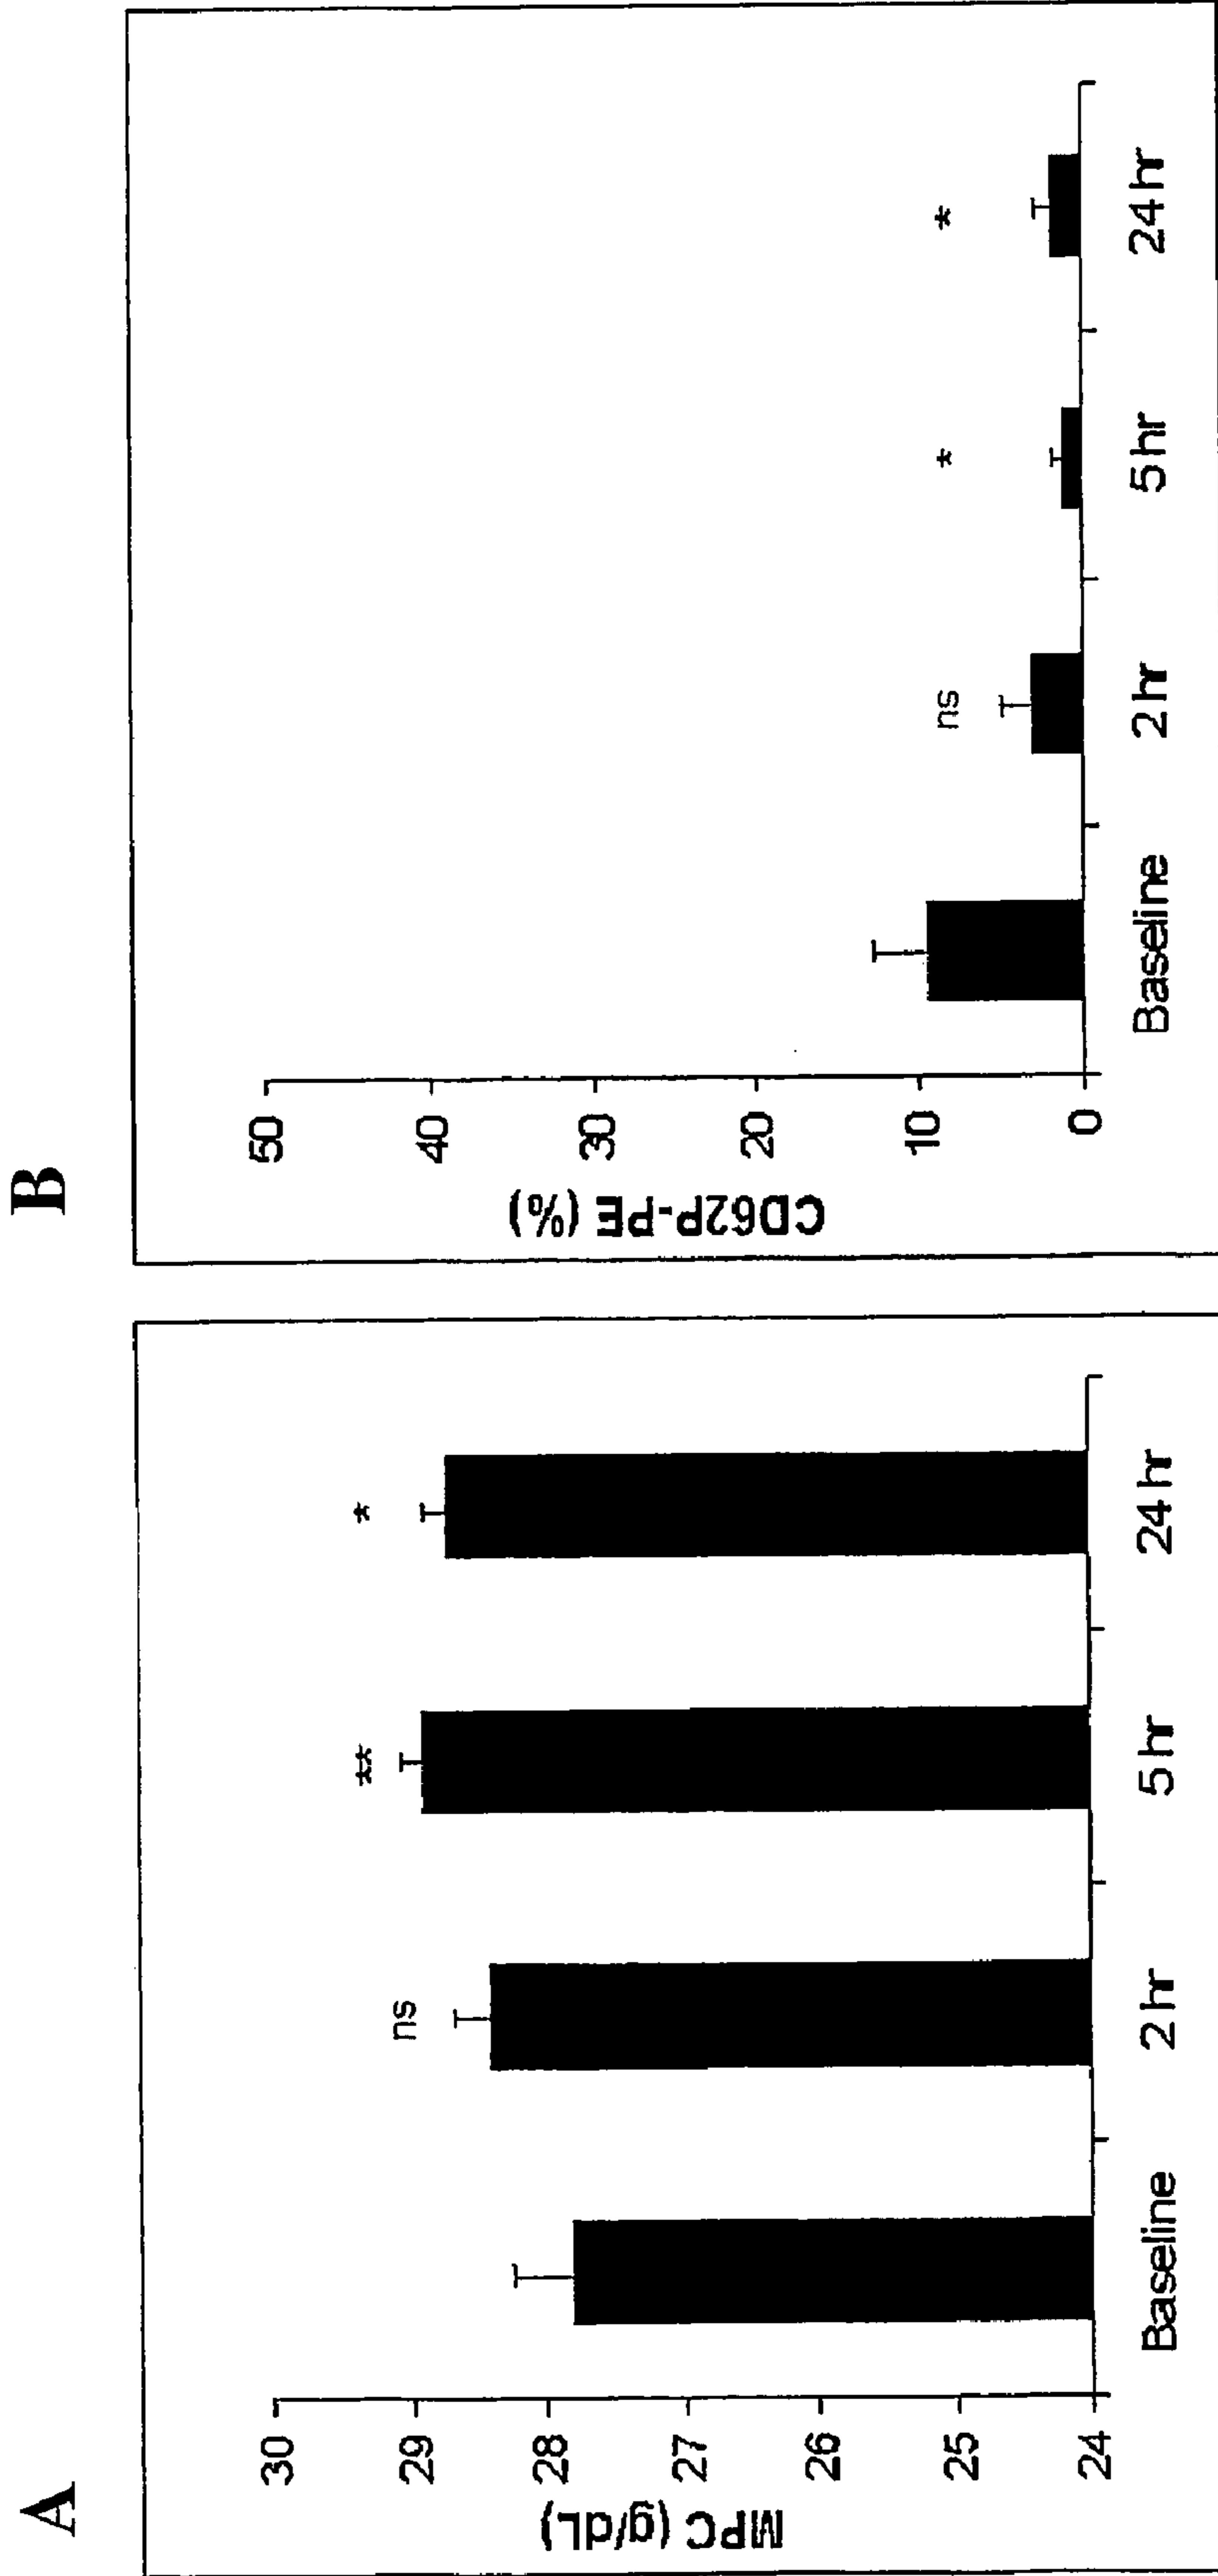 A
MPC (g/dL)
30
29
28
27
26
25
24
ns
**
*
Baseline
2 hr
5 hr
24 hr
B
CD62P-PE (%)
50
40
30
20
10
0
ns
*
*
Baseline
2 hr
5 hr
24 hr